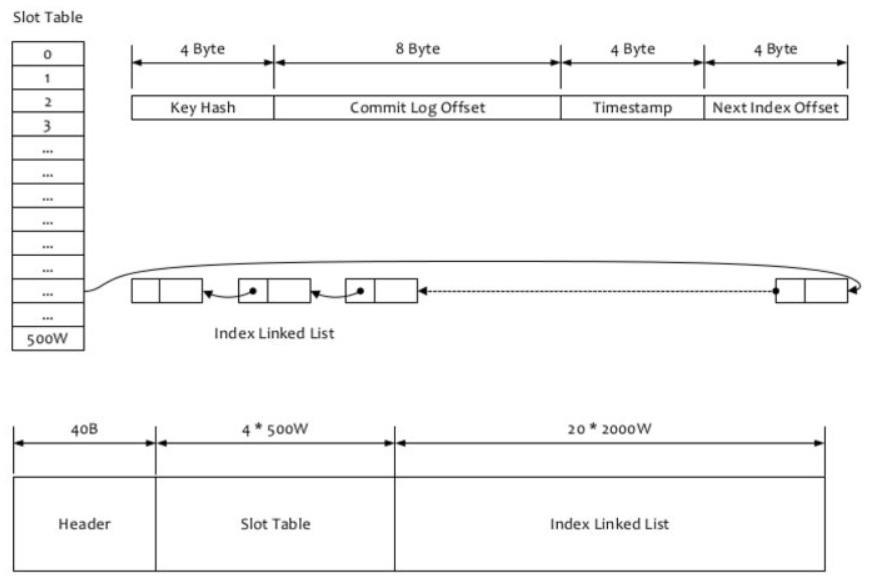 Slot Table
0
1
2
3
...
...
...
...
...
...
...
...
500W
4 Byte 8 Byte 4 Byte 4 Byte
Key Hash Commit Log Offset Timestamp Next Index Offset
Index Linked List
40B 4 * 500W 20 * 2000W
Header Slot Table Index Linked List